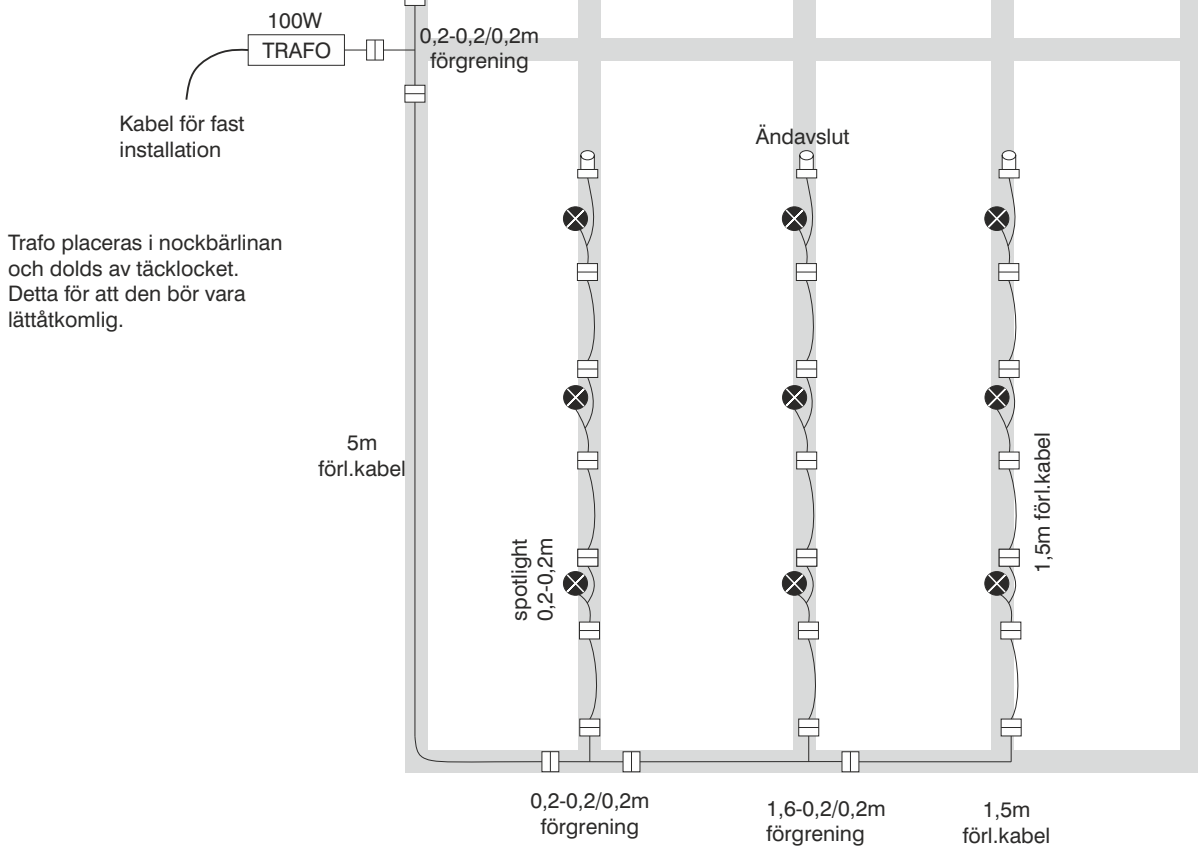 100W
TRAFO
0,2-0,2/0,2m
förgrening
Kabel för fast
installation
Ändavslut
Trafo placeras i nockbärlinan
och dolds av täcklocket.
Detta för att den bör vara
lättåtkomlig.
5m
förl.kabel
spotlight
0,2-0,2m
1,5m förl.kabel
0,2-0,2/0,2m
förgrening
1,6-0,2/0,2m
förgrening
1,5m
förl.kabel